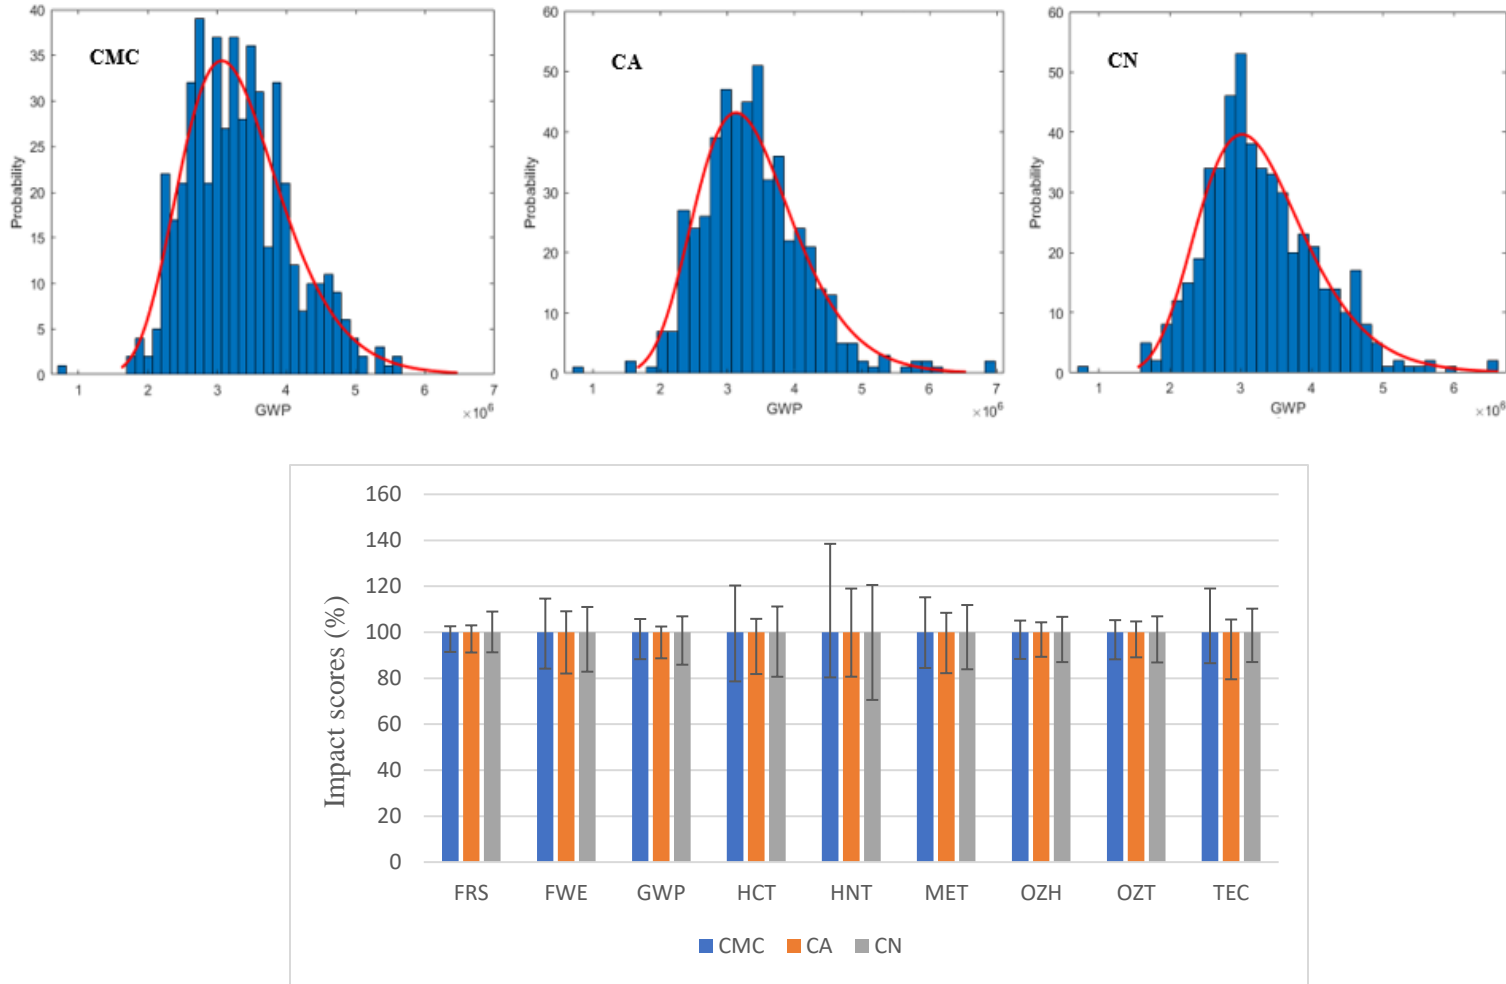 CMC
Probability
40
35
30
25
20
15
10
5
0
1 2 3 4 5 6 7
GWP
×10⁶
CA
Probability
60
50
40
30
20
10
0
1 2 3 4 5 6 7
GWP
×10⁶
CN
Probability
60
50
40
30
20
10
0
1 2 3 4 5 6
GWP
×10⁶
Impact scores (%)
160
140
120
100
80
60
40
20
0
FRS FWE GWP HCT HNT MET OZH OZT TEC
CMC CA CN